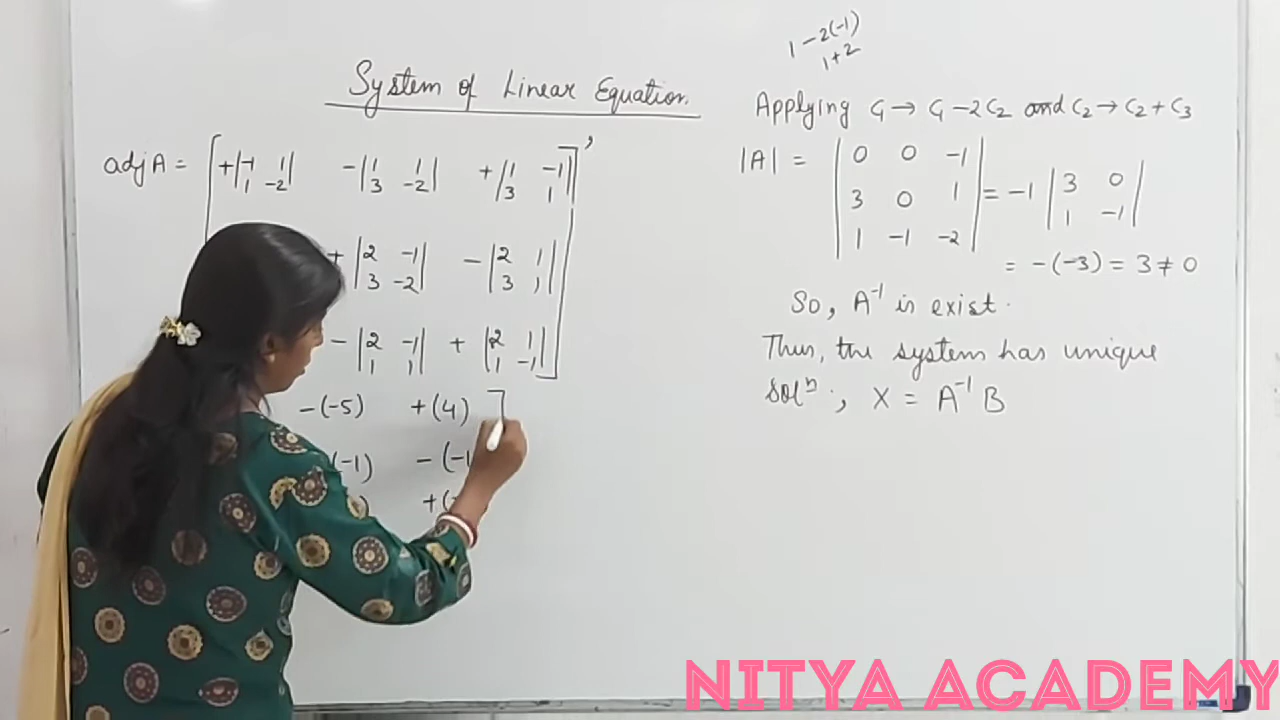 System of Linear Equation.
adj A = [ +|-1 1| -|1 1| +|1 -1| ]'
1 -2 3 -2 3 1
+|2 -1| -|2 1|
3 -2 3 1
-|2 -1| +|2 1|
1 1 1 -1
-(-5) +(4) ]
(-1) -(-1
1-2(-1)
1+2
Applying C₁ → C₁ -2C₂ and C₂ → C₂ + C₃
|A| = | 0 0 -1 |
| 3 0 1 | = -1 | 3 0 |
| 1 -1 -2 | | 1 -1 |
= -(-3) = 3 ≠ 0
So, A⁻¹ is exist.
Thus, the system has unique
Solⁿ., X = A⁻¹ B
NITYA ACADEMY